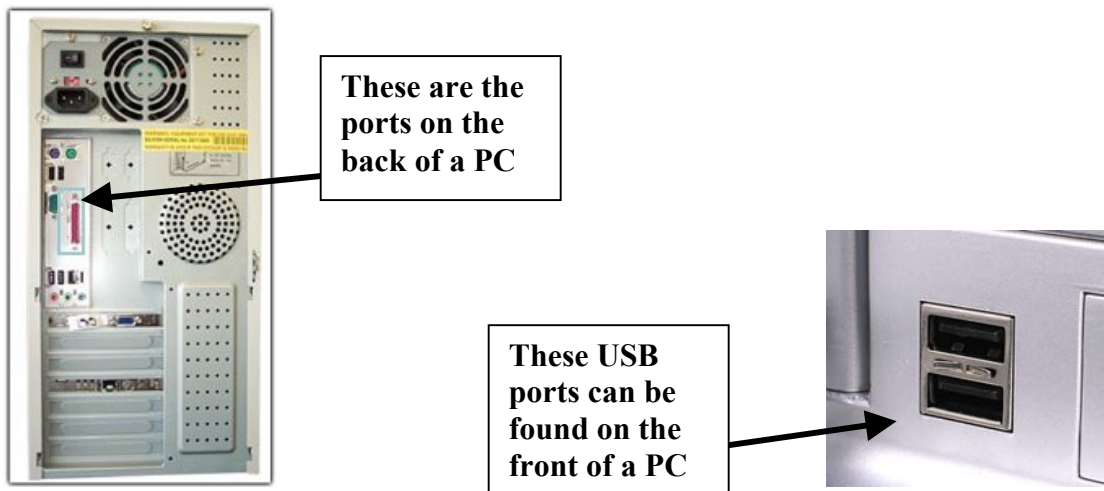 These are the
ports on the
back of a PC
These USB
ports can be
found on the
front of a PC